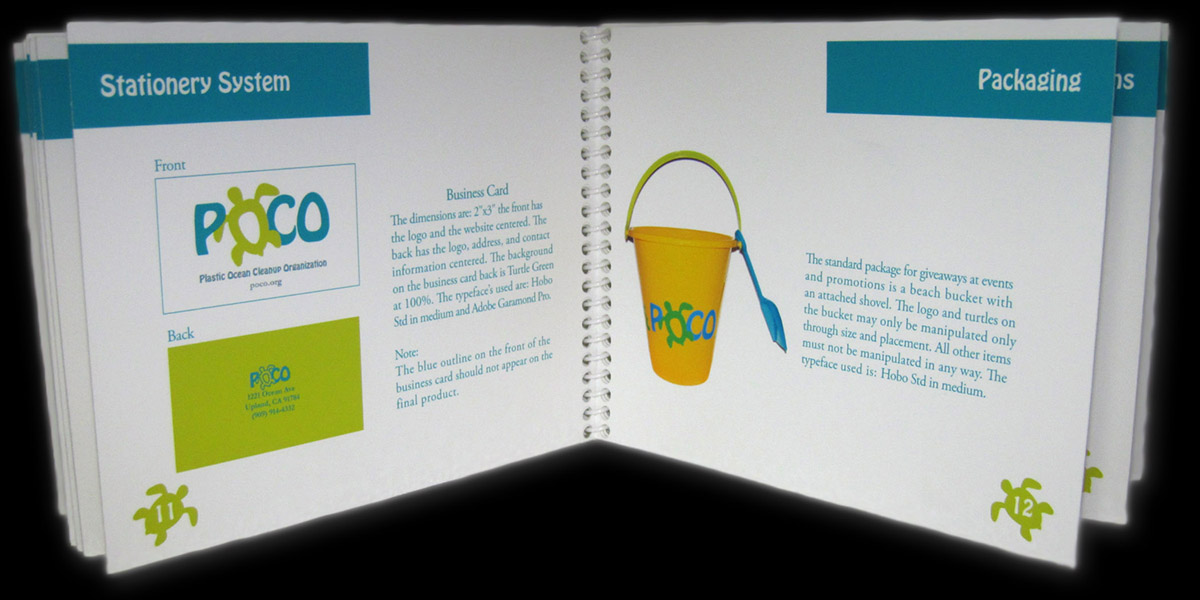 Stationery System
Front
POCO
Plastic Ocean Cleanup Organization
poco.org
Back
POCO
1221 Ocean Ave
Upland, CA 91784
(909) 914-4332
Business Card
The dimensions are: 2"x3" the front has
the logo and the website centered. The
back has the logo, address, and contact
information centered. The background
on the business card back is Turtle Green
at 100%. The typeface's used are: Hobo
Std in medium and Adobe Garamond Pro.
Note:
The blue outline on the front of the
business card should not appear on the
final product.
11
Packaging
ns
POCO
The standard package for giveaways at events
and promotions is a beach bucket with
an attached shovel. The logo and turtles on
the bucket may only be manipulated only
through size and placement. All other items
must not be manipulated in any way. The
typeface used is: Hobo Std in medium.
12